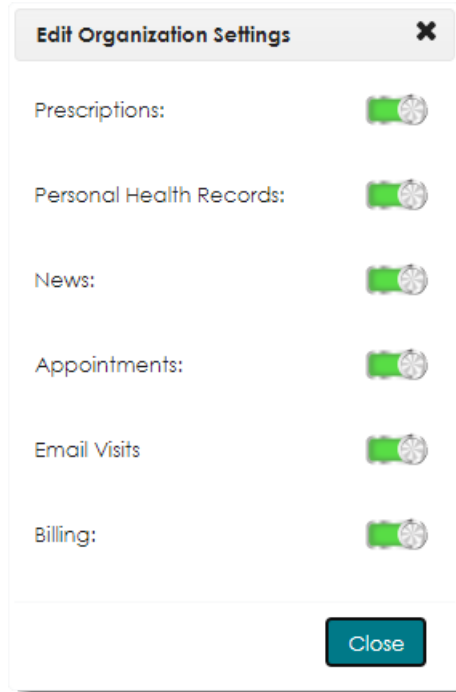 Edit Organization Settings
Prescriptions:
Personal Health Records:
News:
Appointments:
Email Visits
Billing:
Close